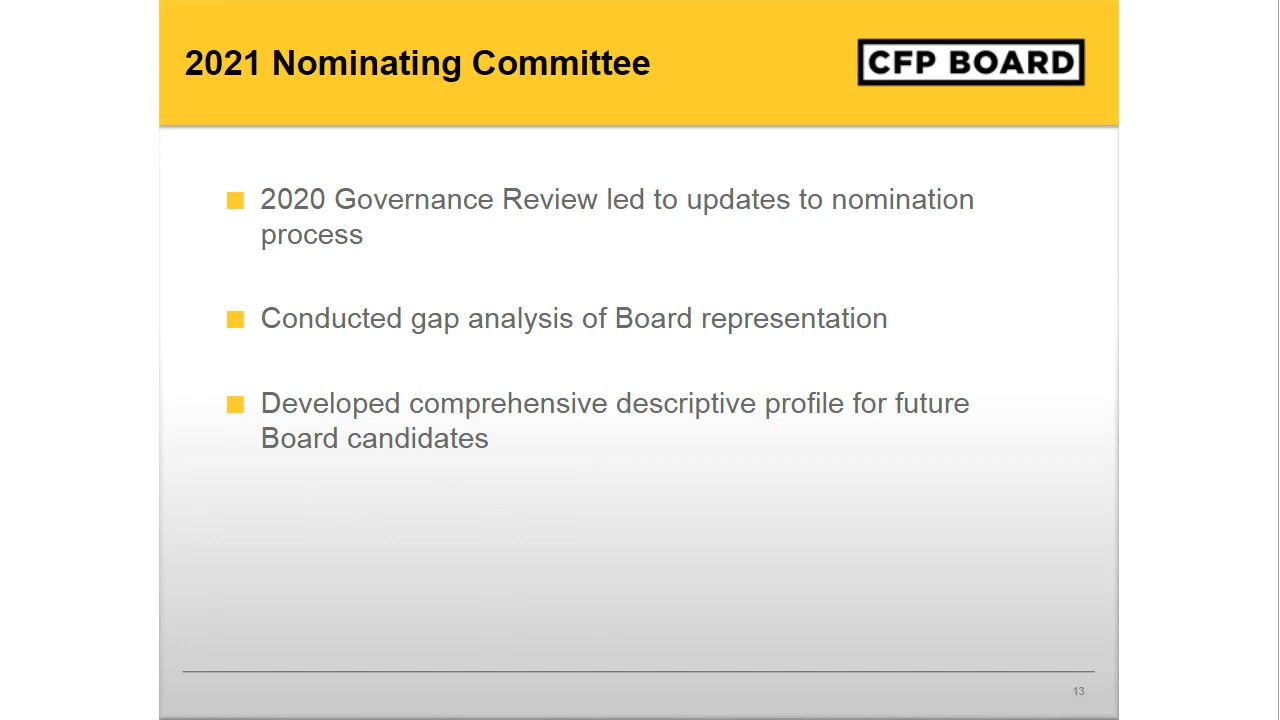 2021 Nominating Committee
CFP BOARD
2020 Governance Review led to updates to nomination
process
Conducted gap analysis of Board representation
Developed comprehensive descriptive profile for future
Board candidates
13